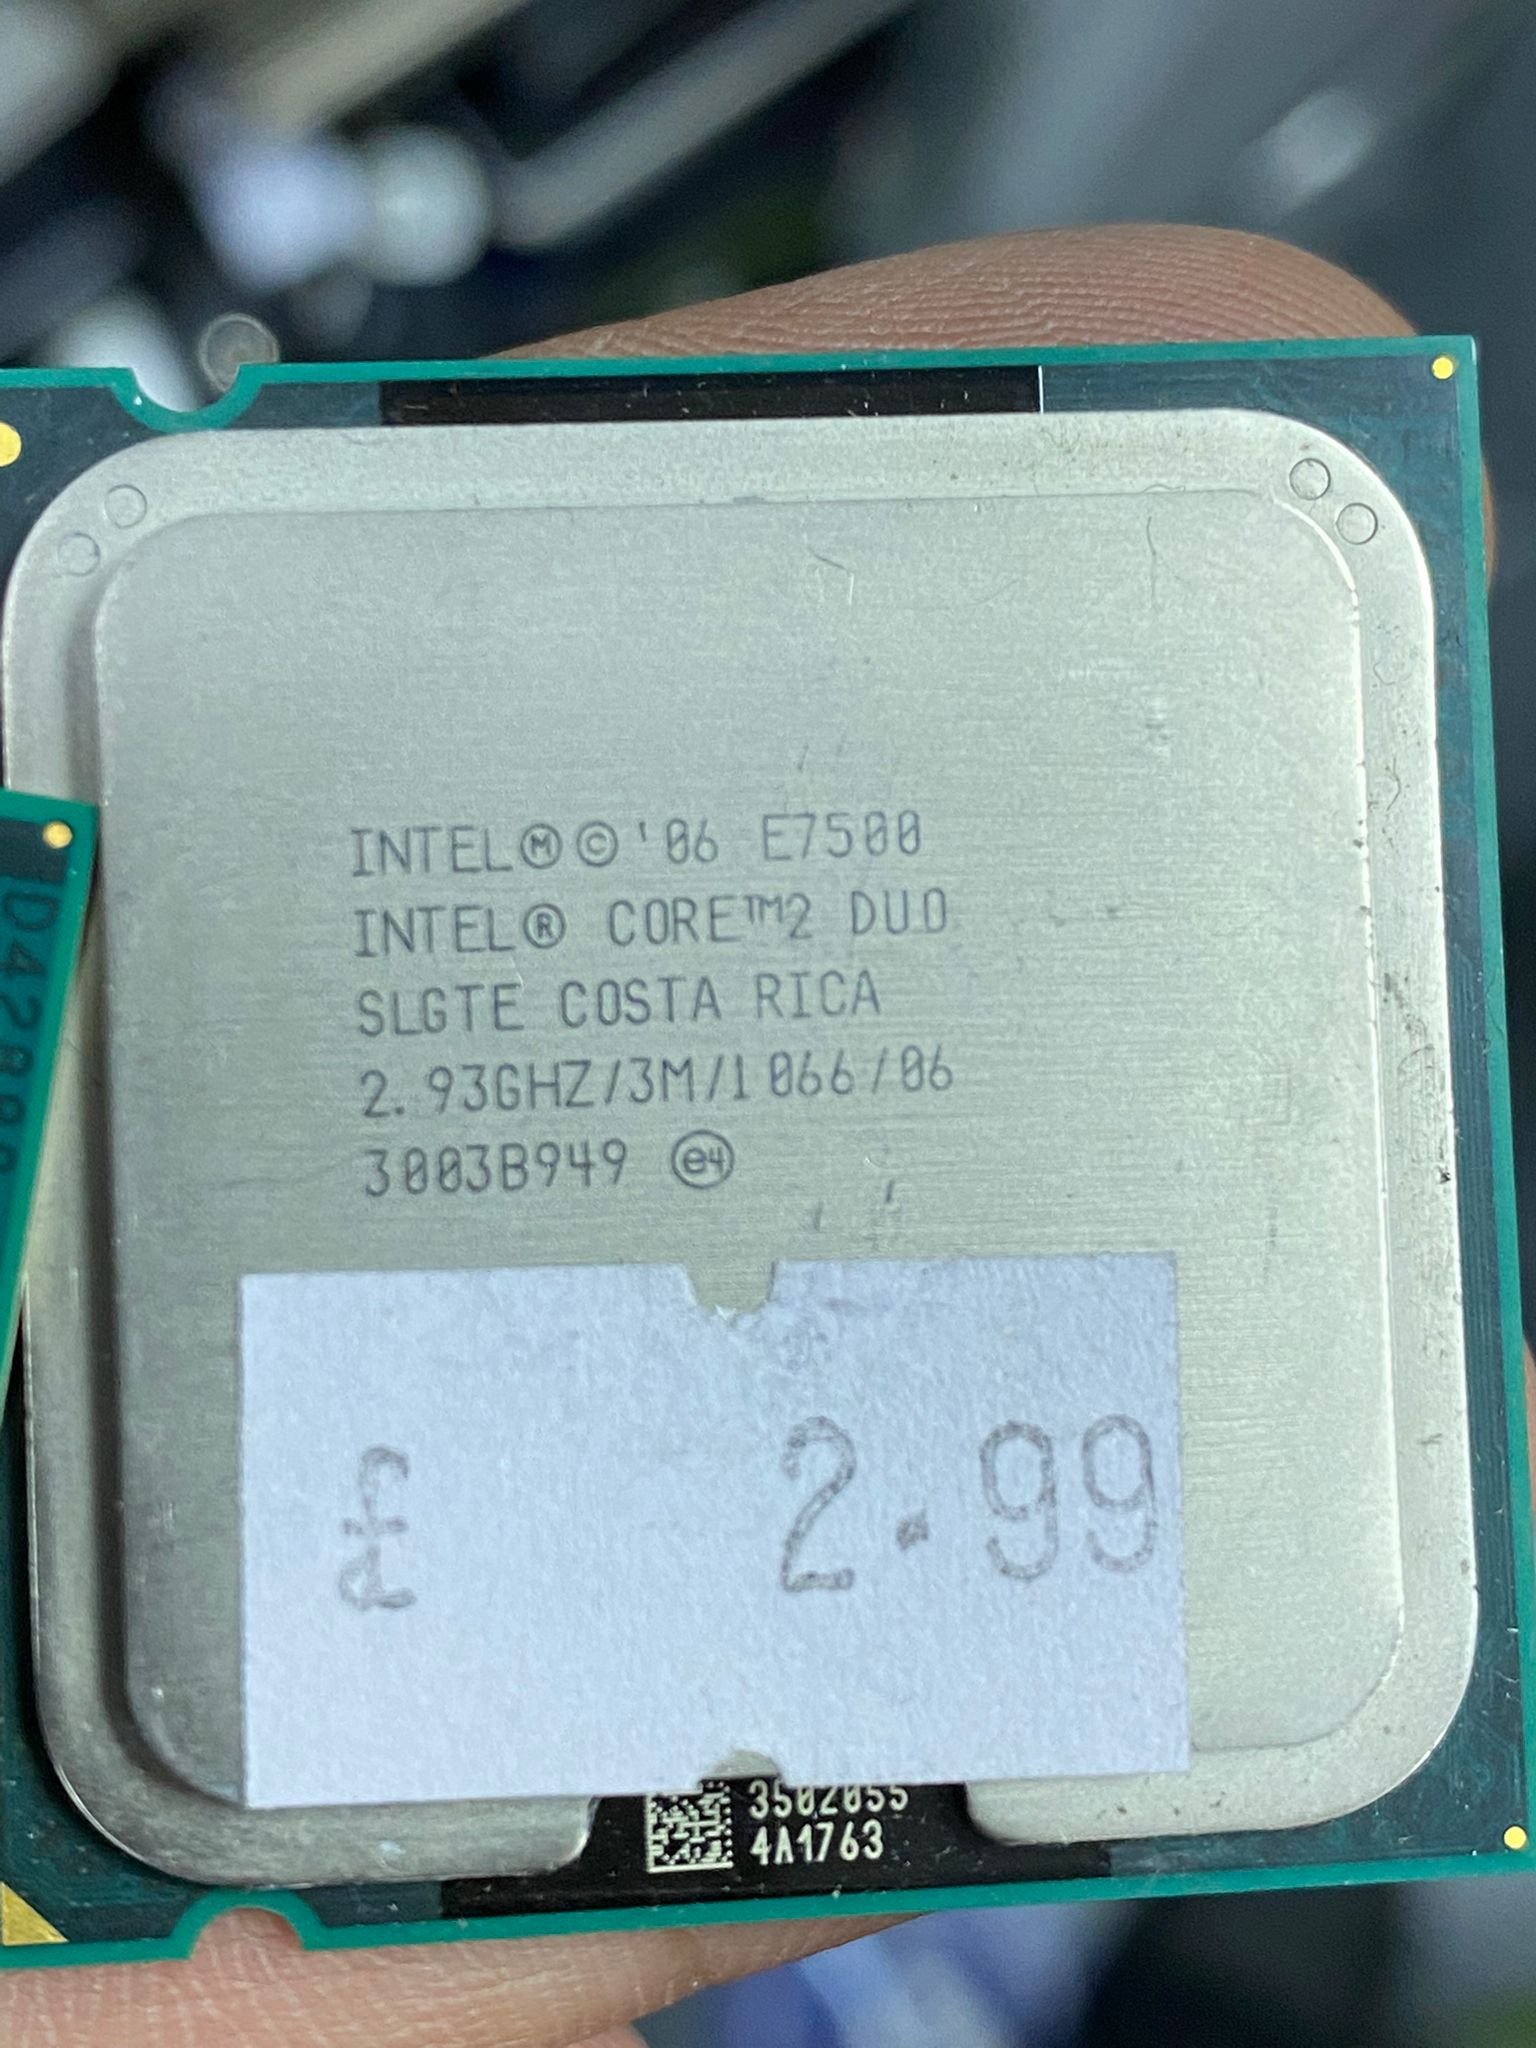 INTELⓂ©'06 E7500
INTEL® CORE™2 DUO
SLGTE COSTA RICA
2.93GHZ/3M/1066/06
3003B949 e4
2.99
3502055
4A1763